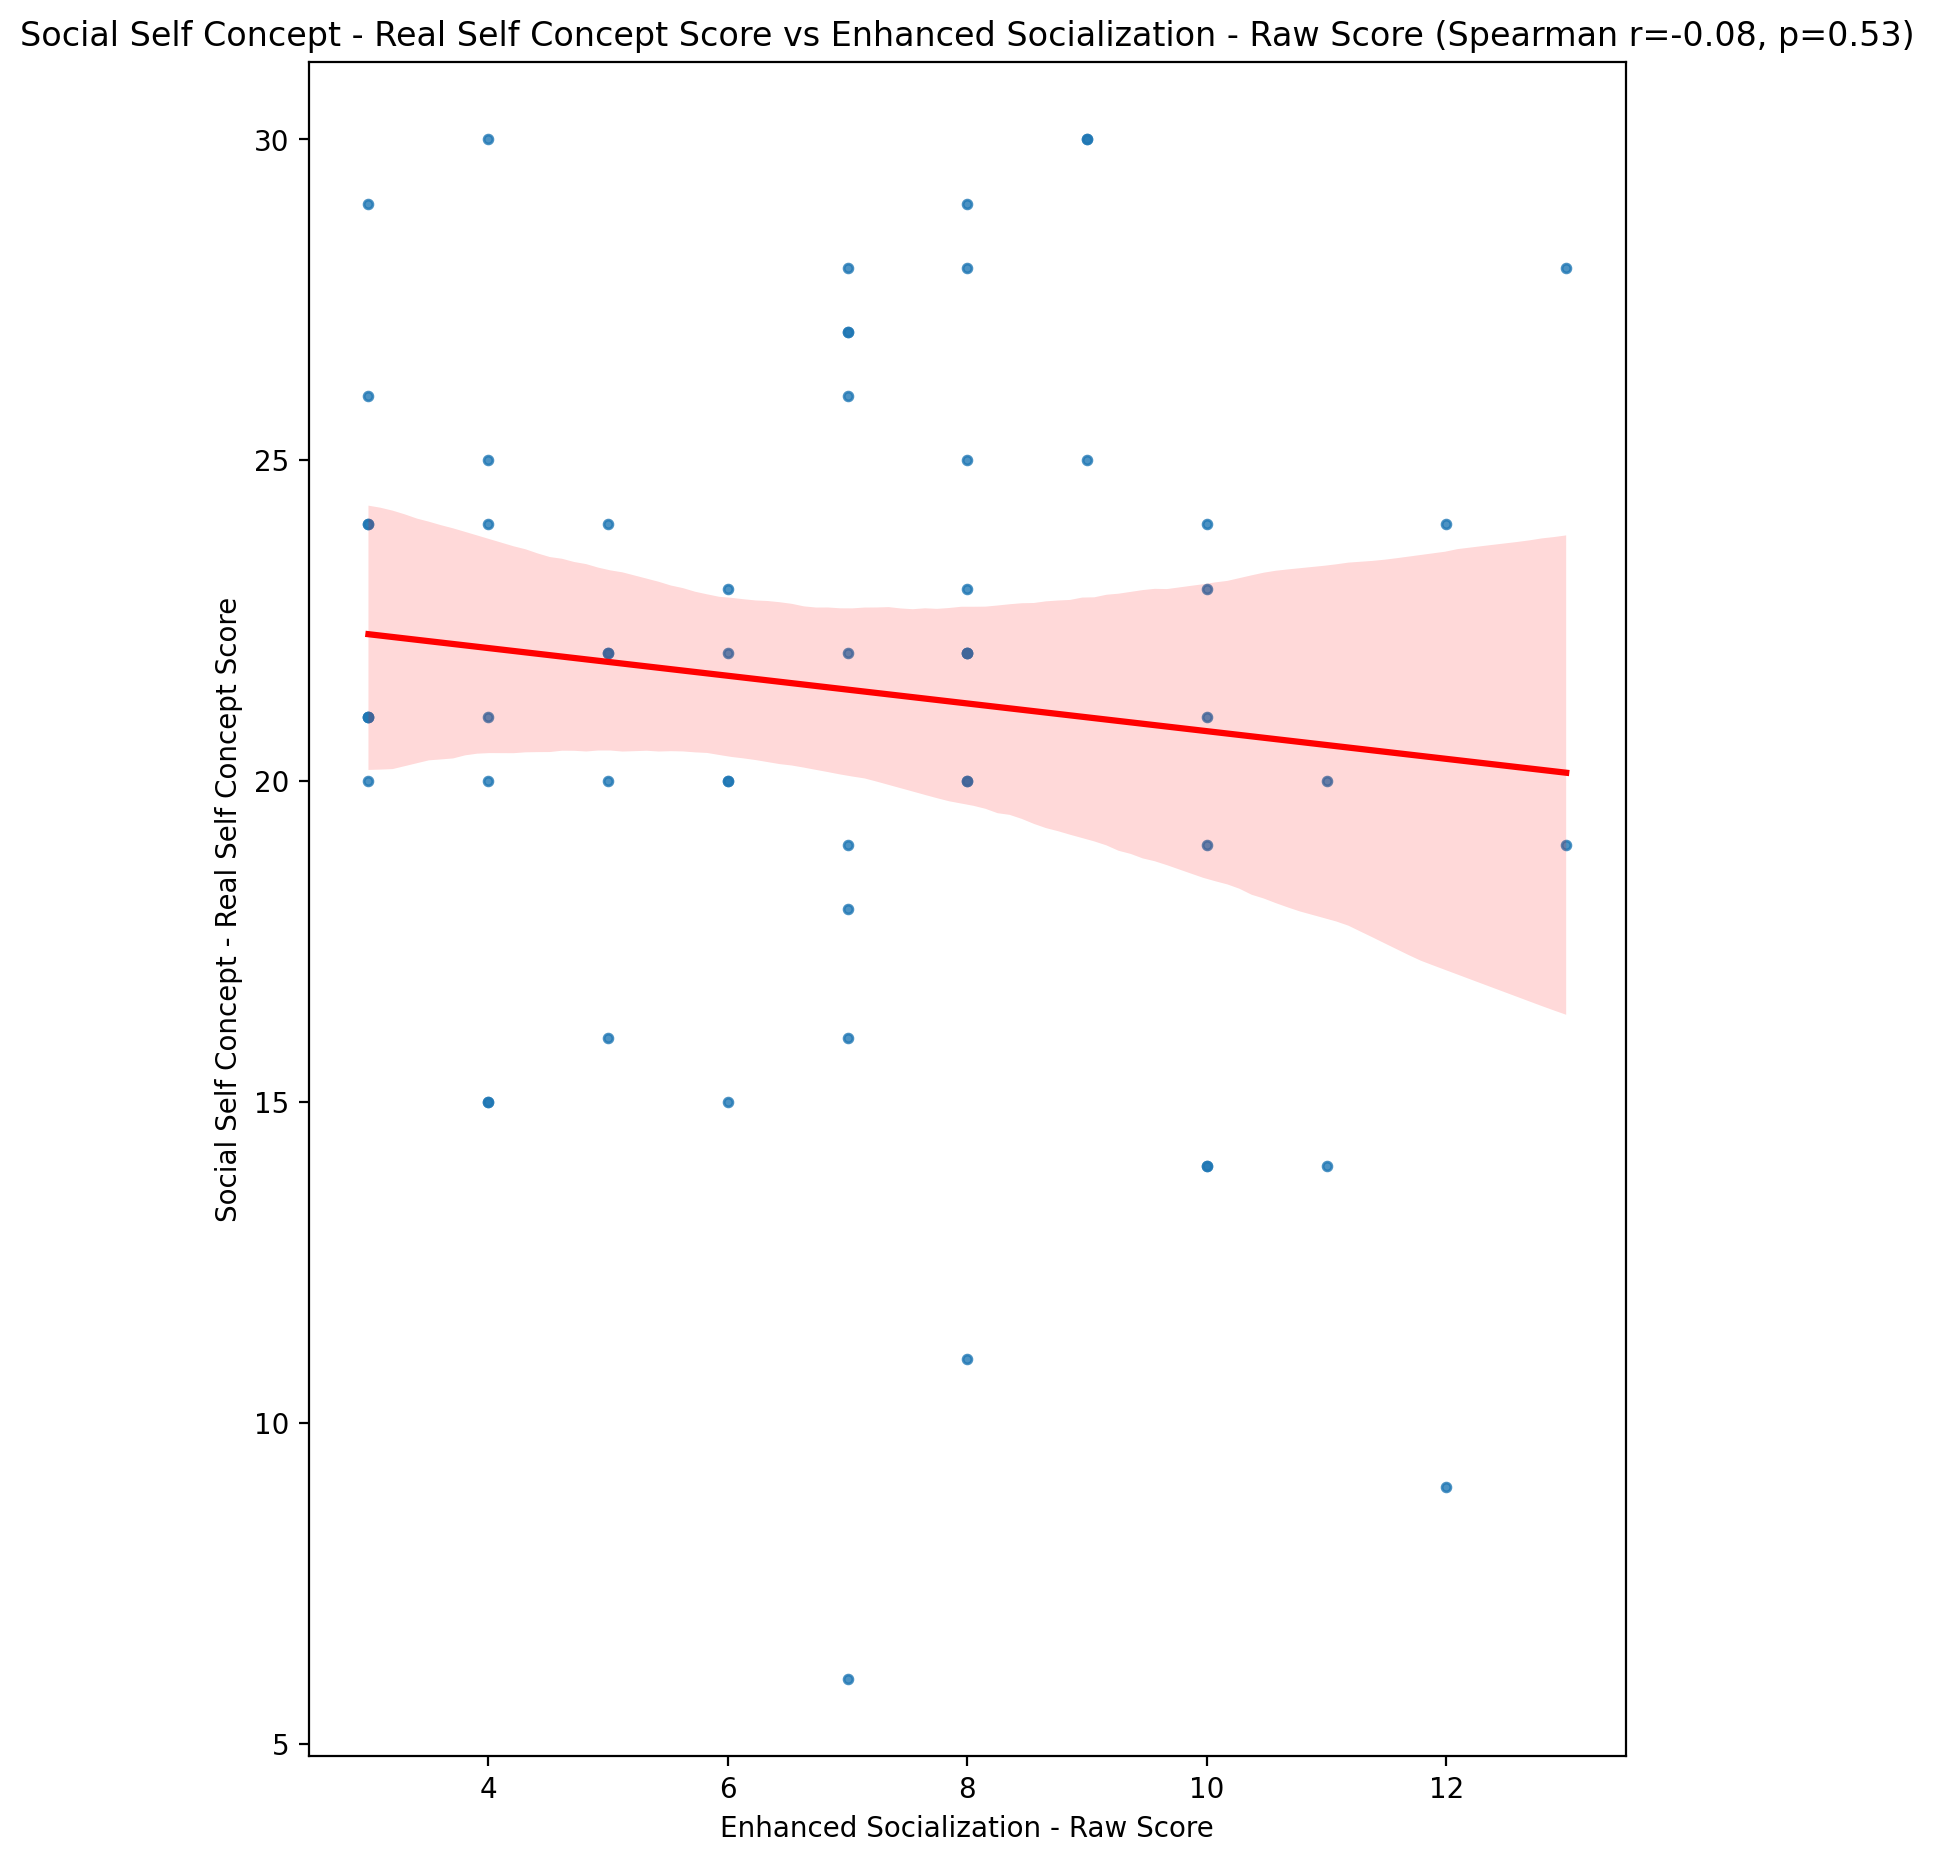 Social Self Concept - Real Self Concept Score vs Enhanced Socialization - Raw Score (Spearman r=-0.08, p=0.53)
30
25
20
15
10
5
Social Self Concept - Real Self Concept Score
4 6 8 10 12
Enhanced Socialization - Raw Score